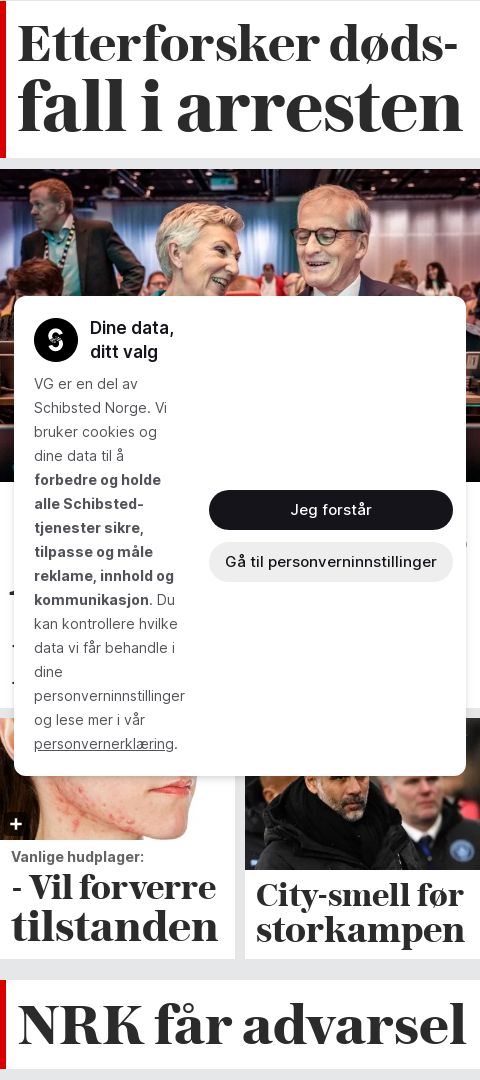 Etterforsker døds-
fall i arresten
Dine data,
ditt valg
VG er en del av
Schibsted Norge. Vi
bruker cookies og
dine data til å
forbedre og holde
alle Schibsted-
tjenester sikre,
tilpasse og måle
reklame, innhold og
kommunikasjon. Du
kan kontrollere hvilke
data vi får behandle i
dine
personverninnstillinger
og lese mer i vår
personvernerklæring.
Jeg forstår
Gå til personverninnstillinger
Vanlige hudplager:
- Vil forverre
tilstanden
City-smell før
storkampen
NRK får advarsel